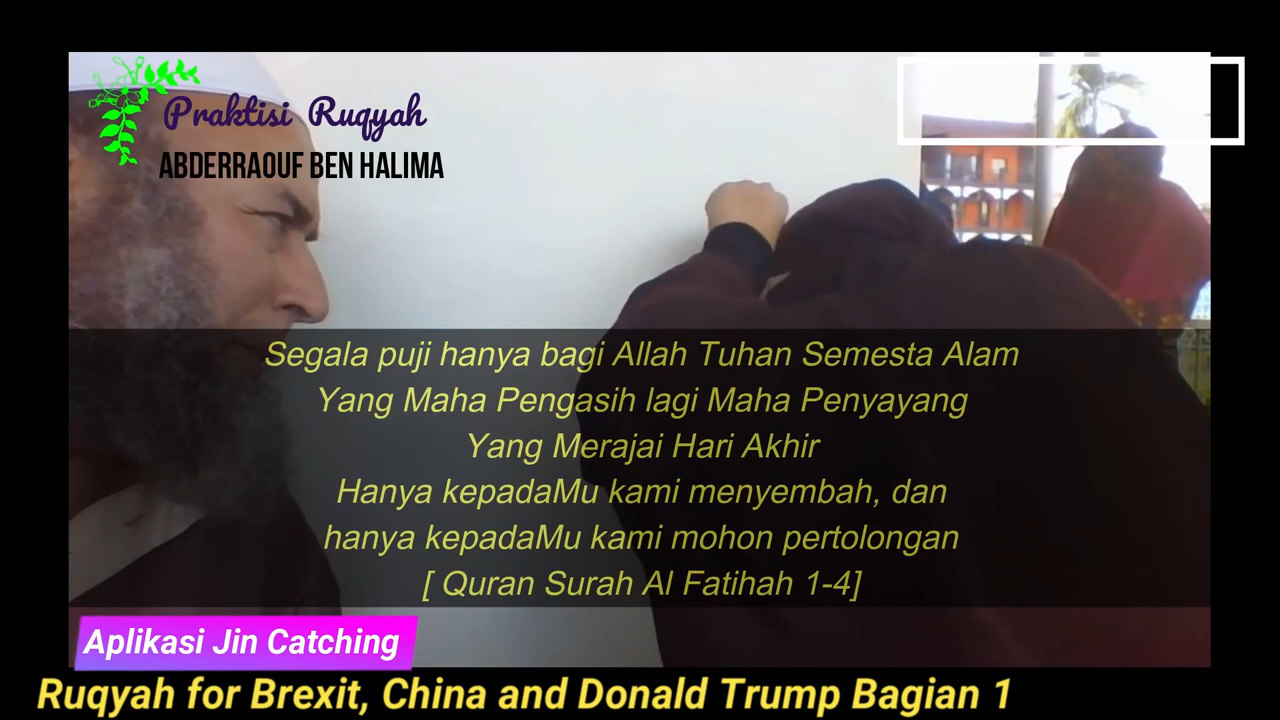 Praktisi Ruqyah
ABDERRAOUF BEN HALIMA
Segala puji hanya bagi Allah Tuhan Semesta Alam
Yang Maha Pengasih lagi Maha Penyayang
Yang Merajai Hari Akhir
Hanya kepadaMu kami menyembah, dan
hanya kepadaMu kami mohon pertolongan
[ Quran Surah Al Fatihah 1-4]
Aplikasi Jin Catching
Ruqyah for Brexit, China and Donald Trump Bagian 1